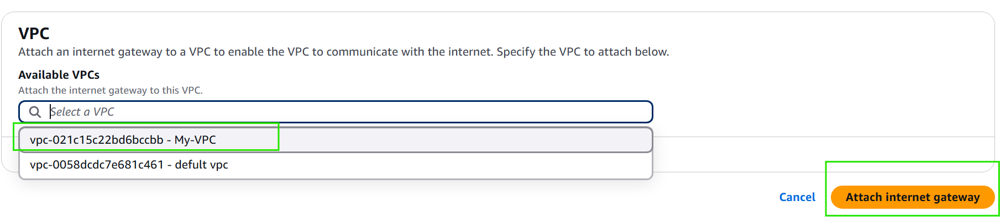 VPC
Attach an internet gateway to a VPC to enable the VPC to communicate with the internet. Specify the VPC to attach below.
Available VPCs
Attach the internet gateway to this VPC.
Select a VPC
vpc-021c15c22bd6bccbb - My-VPC
vpc-0058dcdc7e681c461 - defult vpc
Cancel
Attach internet gateway